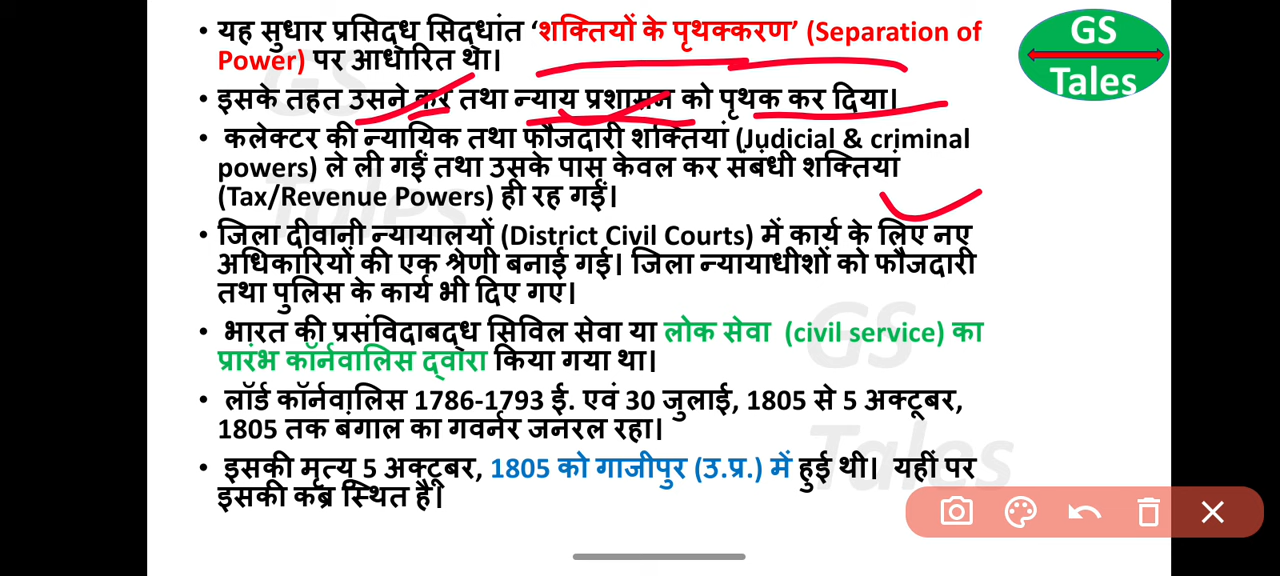 • यह सुधार प्रसिद्ध सिद्धांत ‘शक्तियों के पृथक्करण’ (Separation of
Power) पर आधारित था।
• इसके तहत उसने कर तथा न्याय प्रशासन को पृथक कर दिया।
• कलेक्टर की न्यायिक तथा फौजदारी शक्तियां (Judicial & criminal
powers) ले ली गईं तथा उसके पास केवल कर संबंधी शक्तियां
(Tax/Revenue Powers) ही रह गईं।
• जिला दीवानी न्यायालयों (District Civil Courts) में कार्य के लिए नए
अधिकारियों की एक श्रेणी बनाई गई। जिला न्यायाधीशों को फौजदारी
तथा पुलिस के कार्य भी दिए गए।
• भारत की प्रसंविदाबद्ध सिविल सेवा या लोक सेवा (civil service) का
प्रारंभ कॉर्नवालिस द्वारा किया गया था।
• लॉर्ड कॉर्नवालिस 1786-1793 ई. एवं 30 जुलाई, 1805 से 5 अक्टूबर,
1805 तक बंगाल का गवर्नर जनरल रहा।
• इसकी मृत्यु 5 अक्टूबर, 1805 को गाजीपुर (उ.प्र.) में हुई थी। यहीं पर
इसकी कब्र स्थित है।
GS
Tales
GS
Tales
GS
Tales